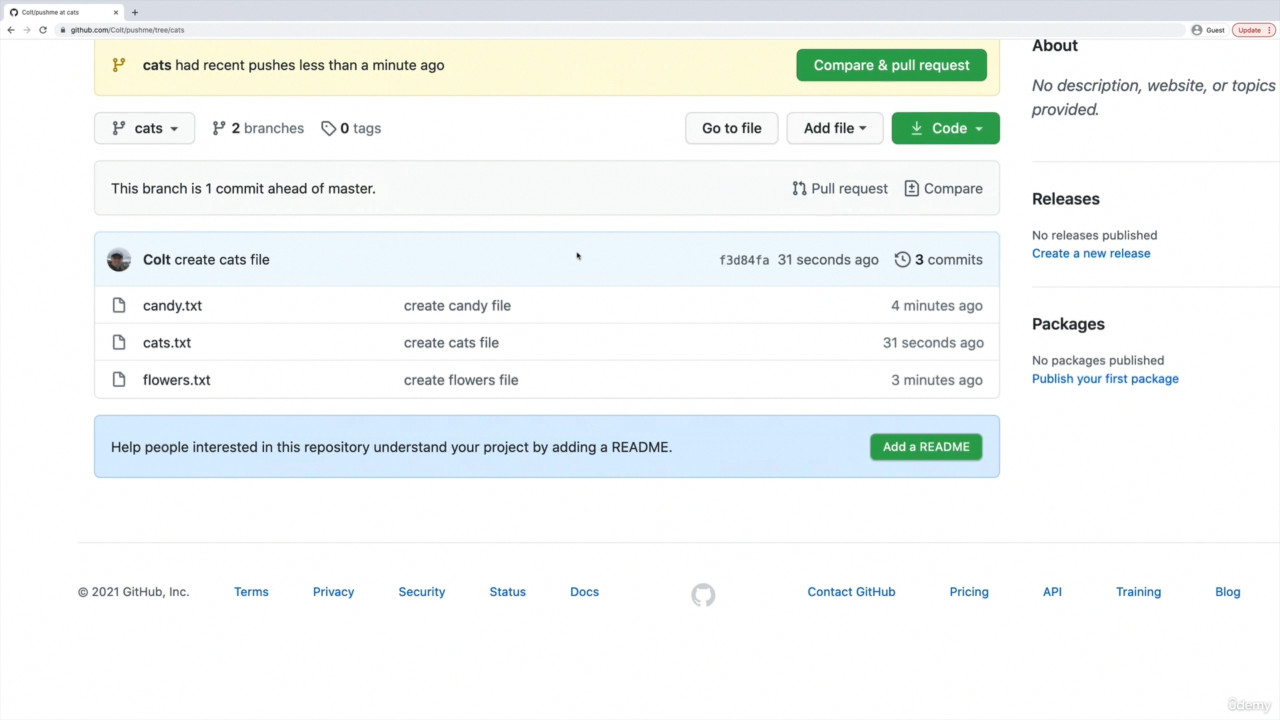 Colt/pushme at cats
github.com/Colt/pushme/tree/cats
Guest
Update
cats had recent pushes less than a minute ago
Compare & pull request
About
No description, website, or topics
provided.
cats
2 branches
0 tags
Go to file
Add file
Code
This branch is 1 commit ahead of master.
Pull request
Compare
Releases
No releases published
Create a new release
Colt create cats file
f3d84fa 31 seconds ago
3 commits
candy.txt
create candy file
4 minutes ago
cats.txt
create cats file
31 seconds ago
flowers.txt
create flowers file
3 minutes ago
Packages
No packages published
Publish your first package
Help people interested in this repository understand your project by adding a README.
Add a README
© 2021 GitHub, Inc.
Terms
Privacy
Security
Status
Docs
Contact GitHub
Pricing
API
Training
Blog
ûdemy